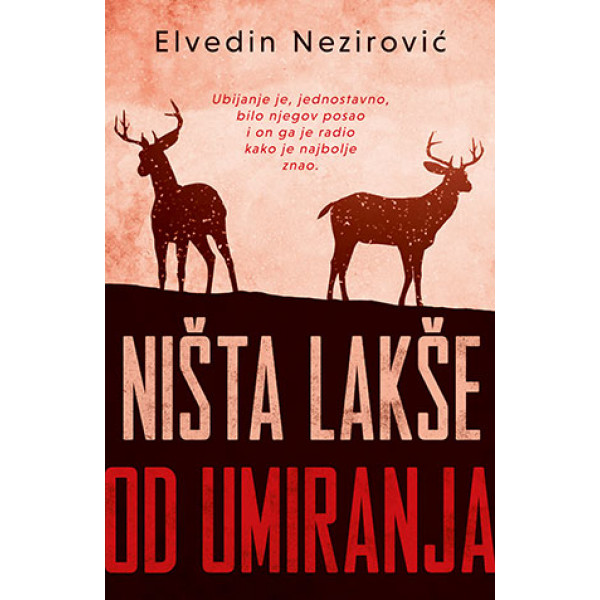 Elvedin Nezirović
Ubijanje je, jednostavno,
bilo njegov posao
i on ga je radio
kako je najbolje
znao.
NIŠTA LAKŠE
OD UMIRANJA